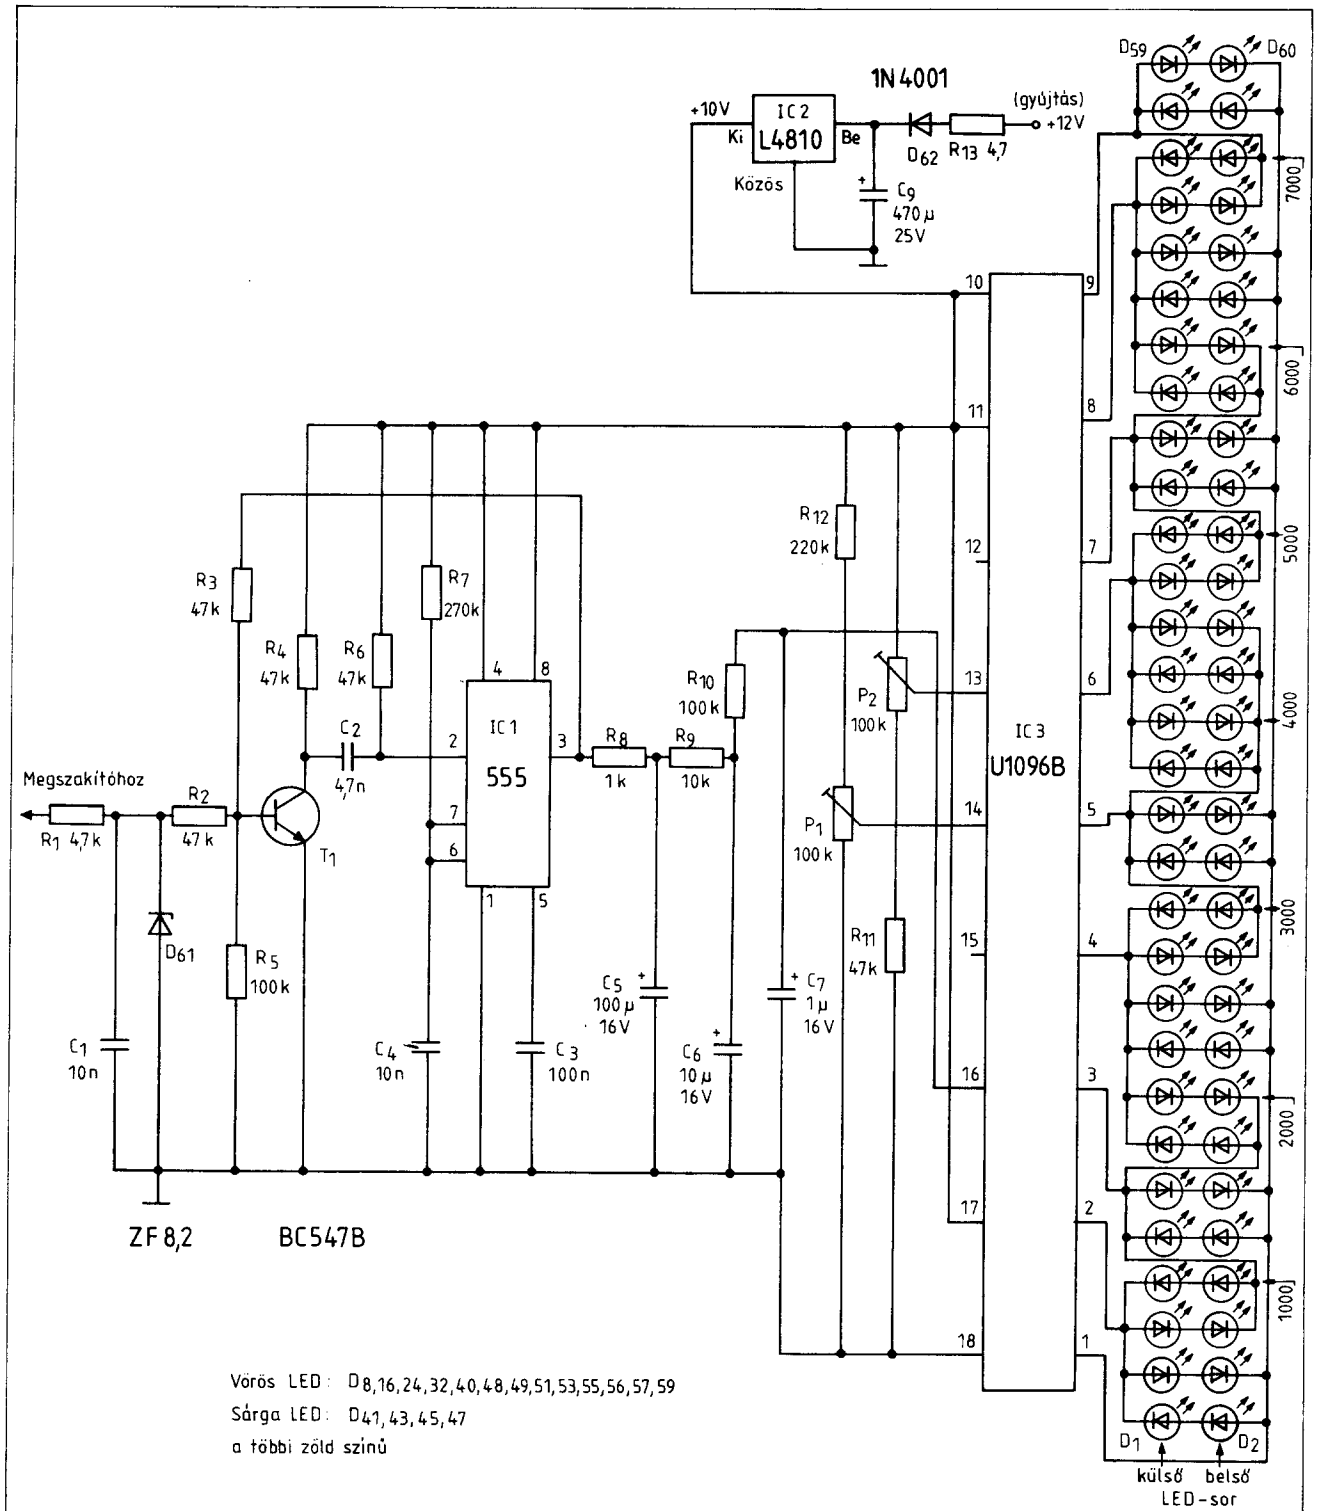 D59
D60
1N4001
(gyújtás)
+12V
+10V
Ki
IC2
L4810
Be
D62
R13 4,7
Közös
+
C9
470µ
25V
7000
6000
5000
4000
3000
2000
1000
10
9
11
8
12
7
13
6
14
5
15
4
16
3
17
2
18
1
IC3
U1096B
R12
220k
R3
47k
R7
270k
R4
47k
R6
47k
R10
100k
P2
100k
4
8
C2
4,7n
2
IC1
555
3
R8
1k
R9
10k
Megszakítóhoz
R1 4,7k
R2
47k
T1
7
6
1
5
P1
100k
D61
R5
100k
R11
47k
C5
100µ
16V
+
C7
1µ
16V
+
C1
10n
C4
10n
C3
100n
C6
10µ
16V
+
ZF8,2
BC547B
Vörös LED: D8,16,24,32,40,48,49,51,53,55,56,57,59
Sárga LED: D41,43,45,47
a többi zöld színű
D1
D2
külső belső
LED-sor